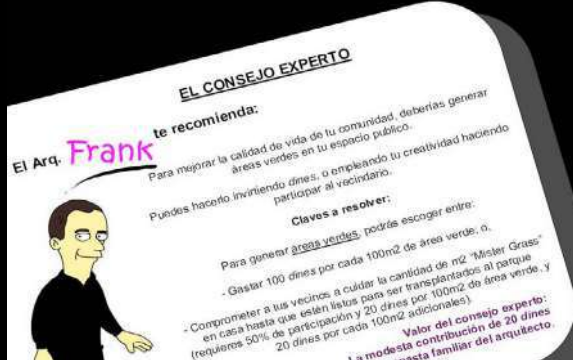 EL CONSEJO EXPERTO
El Arq. Frank te recomienda:
Para mejorar la calidad de vida de tu comunidad, deberías generar
áreas verdes en tu espacio publico.
Puedes hacerlo invirtiendo dines, o empleando tu creatividad haciendo
participar al vecindario.
Claves a resolver:
Para generar áreas verdes, podrás escoger entre:
- Gastar 100 dines por cada 100m2 de área verde, o,
- Comprometer a tus vecinos a cuidar la cantidad de m2 "Mister Grass"
en casa hasta que estén listos para ser transplantados al parque
(requieres 50% de participación y 20 dines por 100m2 de área verde, y
20 dines por cada 100m2 adicionales).
Valor del consejo experto:
La modesta contribución de 20 dines
familiar del arquitecto.